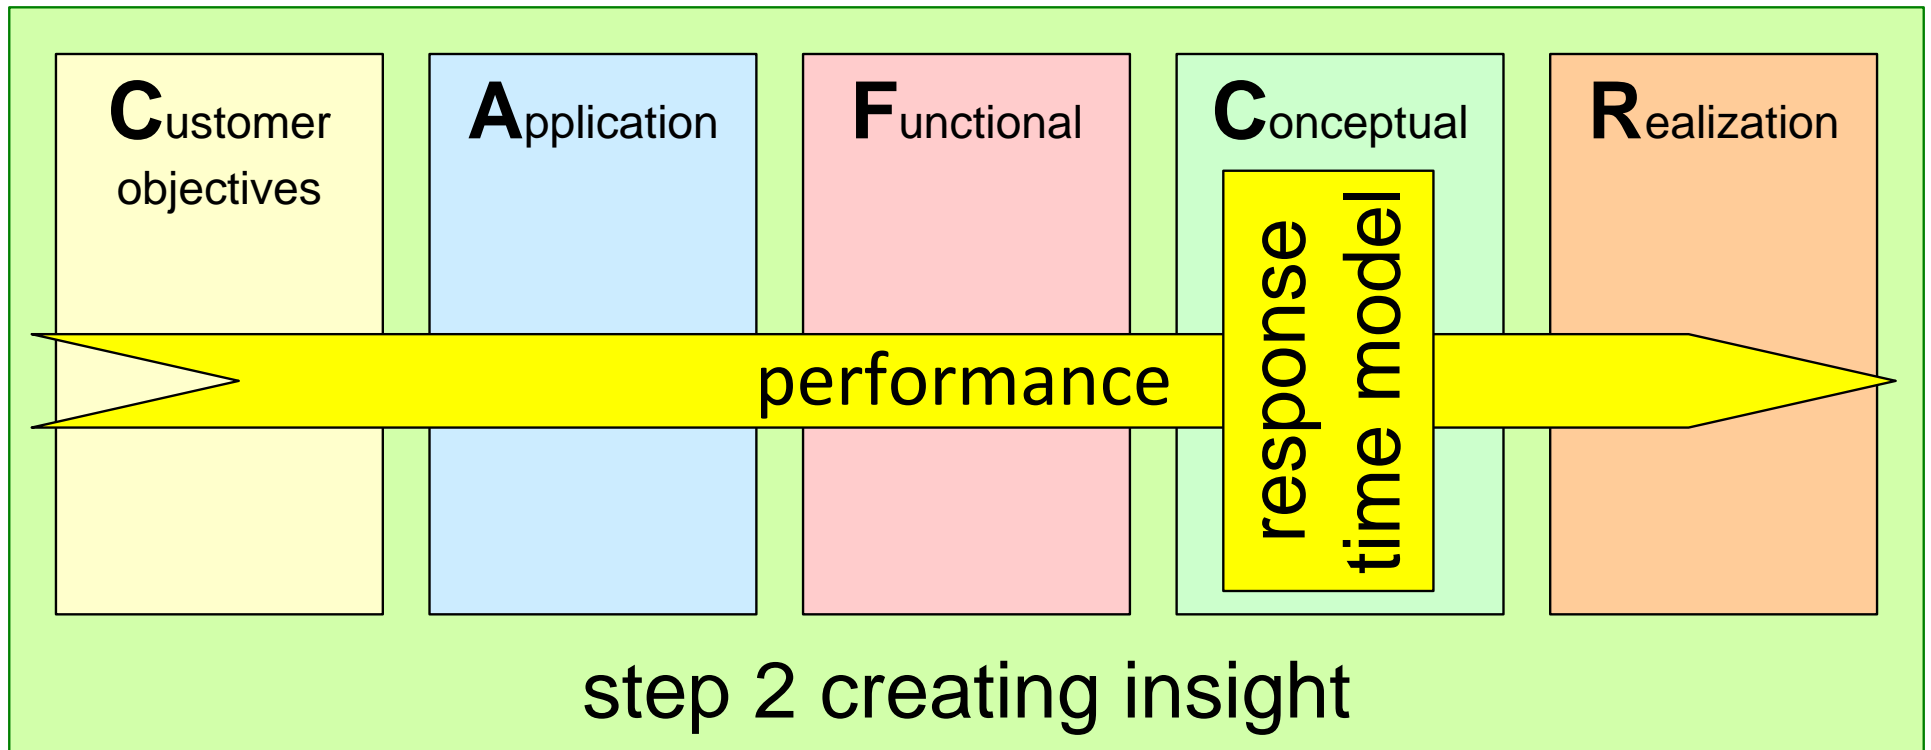 Customer
objectives
Application
Functional
Conceptual
Realization
performance
response
time model
step 2 creating insight